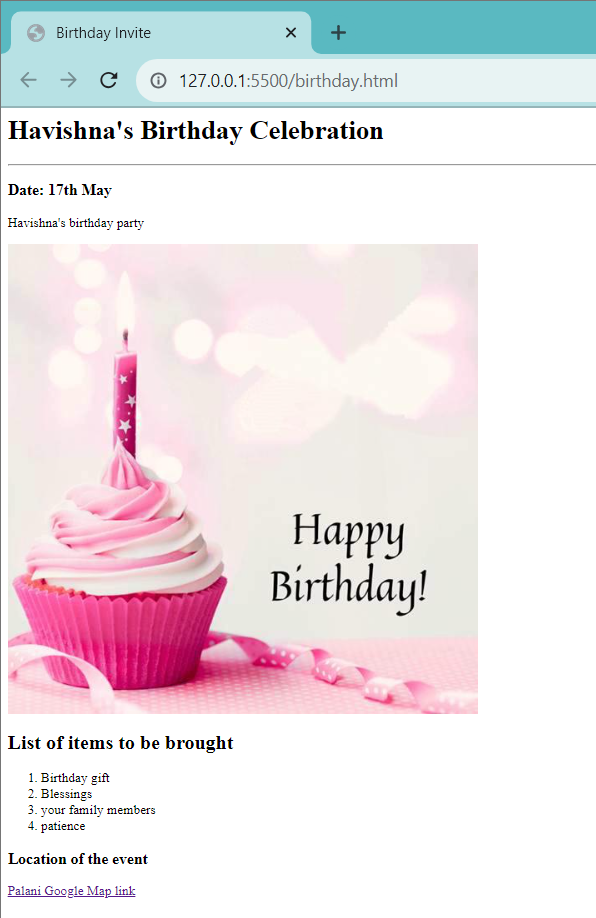 Birthday Invite
127.0.0.1:5500/birthday.html
Havishna's Birthday Celebration
Date: 17th May
Havishna's birthday party
Happy
Birthday!
List of items to be brought
1. Birthday gift
2. Blessings
3. your family members
4. patience
Location of the event
Palani Google Map link